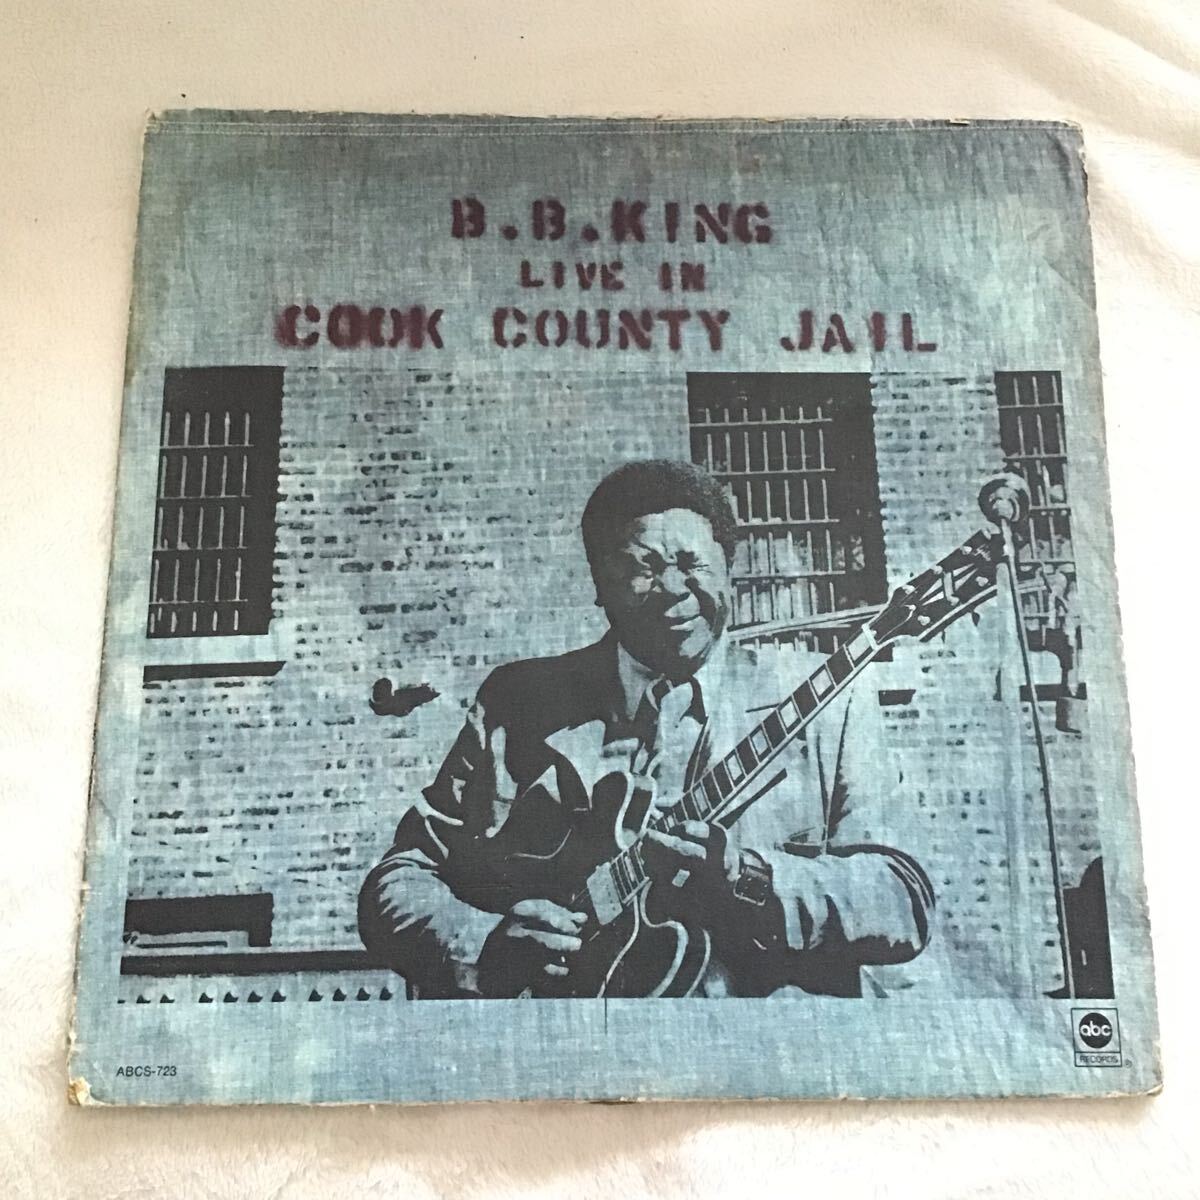 B.B.KING
LIVE IN
COOK COUNTY JAIL
abc
RECORDS
®
ABCS-723